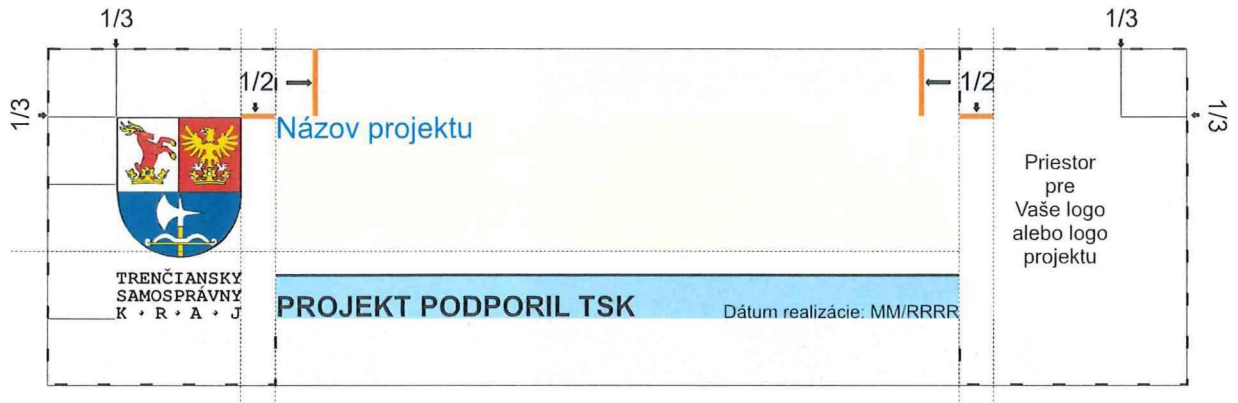 1/3
1/3
1/3
1/2
1/2
1/3
Názov projektu
Priestor
pre
Vaše logo
alebo logo
projektu
TRENČIANSKY
SAMOSPRÁVNY
K • R • A • J
PROJEKT PODPORIL TSK
Dátum realizácie: MM/RRRR